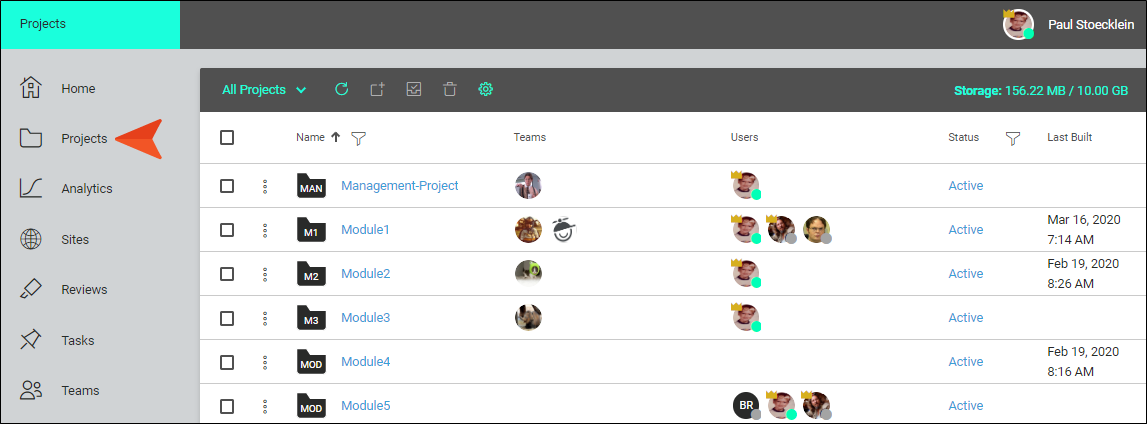 Projects
Paul Stoecklein
Home
Projects
Analytics
Sites
Reviews
Tasks
Teams
All Projects
Storage: 156.22 MB / 10.00 GB
Name Teams Users Status Last Built
MAN Management-Project Active
M1 Module1 Active Mar 16, 2020
7:14 AM
M2 Module2 Active Feb 19, 2020
8:26 AM
M3 Module3 Active
MOD Module4 Active Feb 19, 2020
8:16 AM
MOD Module5 BR Active